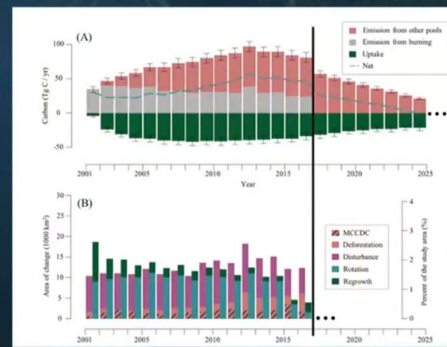 (A)
Emission from other pools
Emission from burning
Uptake
Net
Carbon (Tg C / yr)
100
50
0
-50
2001
2005
2010
2015
2020
2025
Year
(B)
Area of change (1000 km²)
30
25
20
15
10
5
0
MCCDC
Deforestation
Disturbance
Rotation
Regrowth
4
3
2
1
0
Percent of the study area (%)
2001
2005
2010
2015
2020
2025